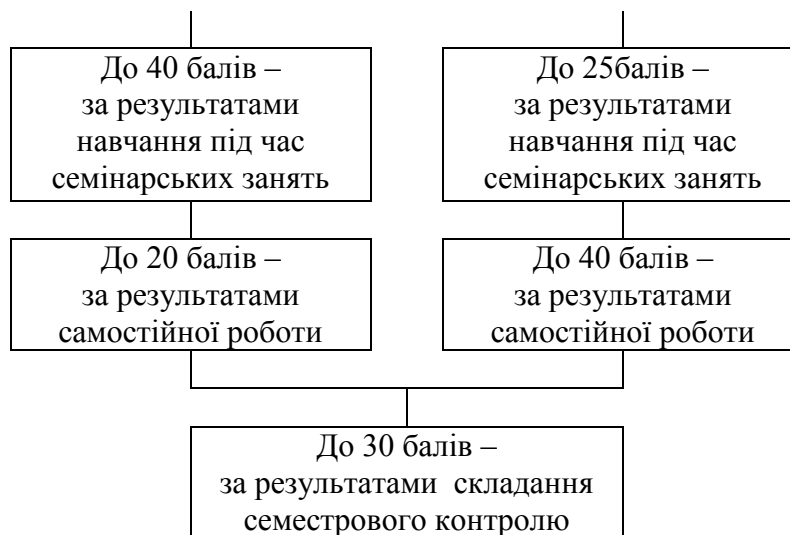 До 40 балів –
за результатами
навчання під час
семінарських занять
До 25балів –
за результатами
навчання під час
семінарських занять
До 20 балів –
за результатами
самостійної роботи
До 40 балів –
за результатами
самостійної роботи
До 30 балів –
за результатами складання
семестрового контролю